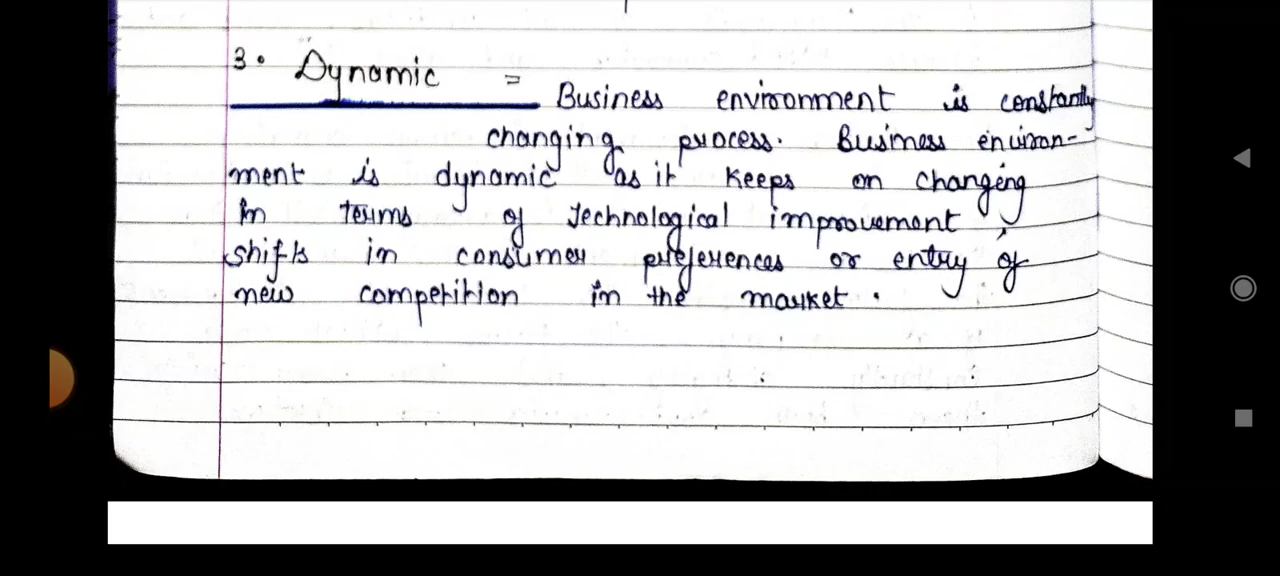 3. Dynamic = Business environment is constantly
changing process. Business environ-
ment is dynamic as it keeps on changing
in terms of technological improvement,
shifts in consumer preferences or entry of
new competition in the market.